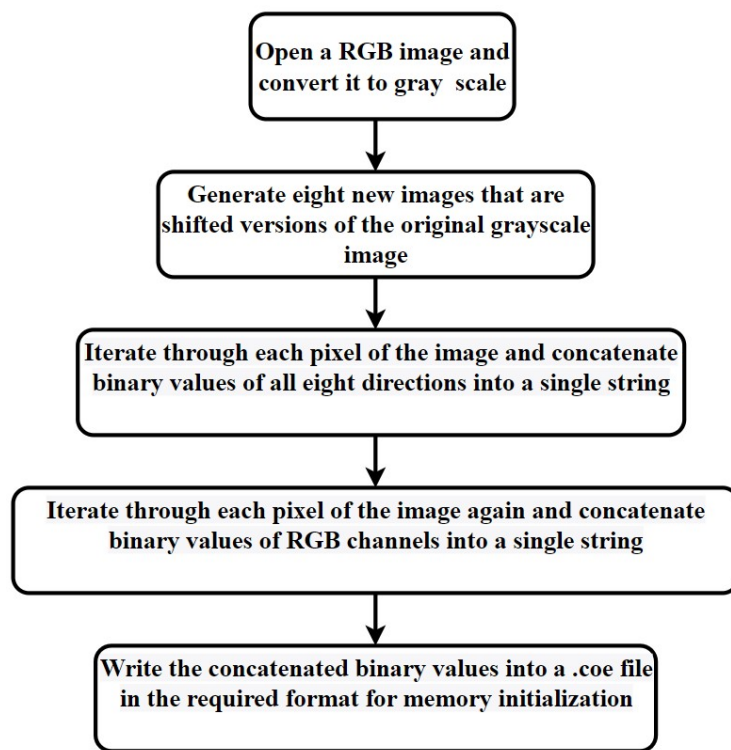 Open a RGB image and
convert it to gray scale
Generate eight new images that are
shifted versions of the original grayscale
image
Iterate through each pixel of the image and concatenate
binary values of all eight directions into a single string
Iterate through each pixel of the image again and concatenate
binary values of RGB channels into a single string
Write the concatenated binary values into a .coe file
in the required format for memory initialization